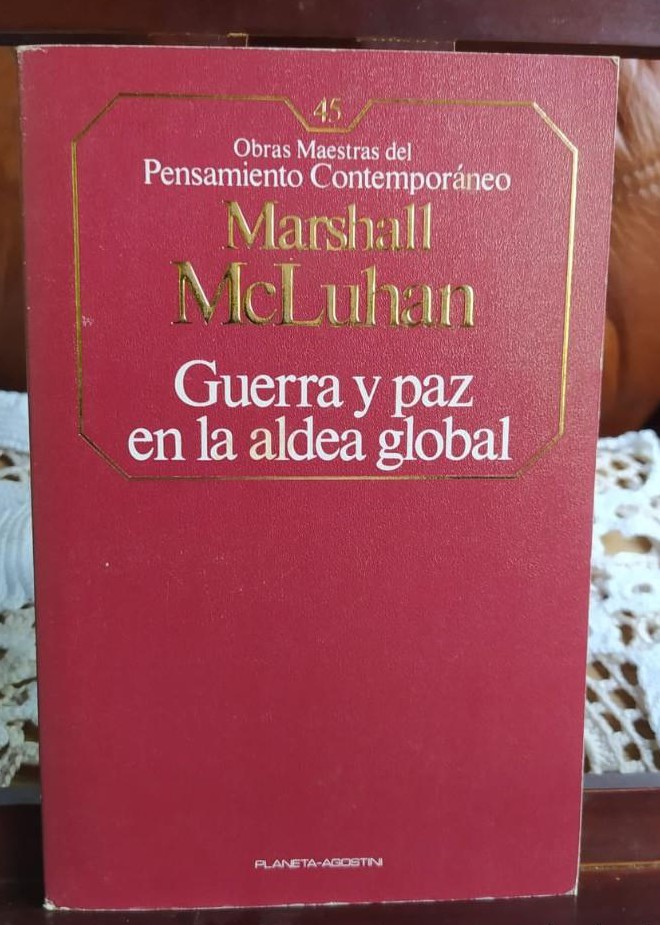 45
Obras Maestras del
Pensamiento Contemporáneo
Marshall
McLuhan
Guerra y paz
en la aldea global
PLANETA-AGOSTINI